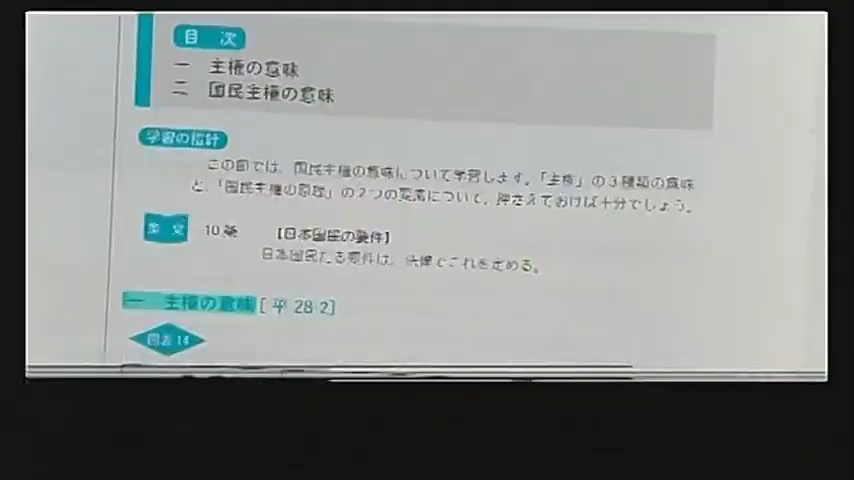 目 次
一 主権の意味
二 国民主権の意味
学習の指針
この節では、国民主権の意味について学習します。「主権」の3種類の意味
と、「国民主権の原理」の2つの要素について、押さえておけば十分でしょう。
条文 10条 【日本国民の要件】
日本国民たる要件は、法律でこれを定める。
一 主権の意味［平 28 2］
図表14